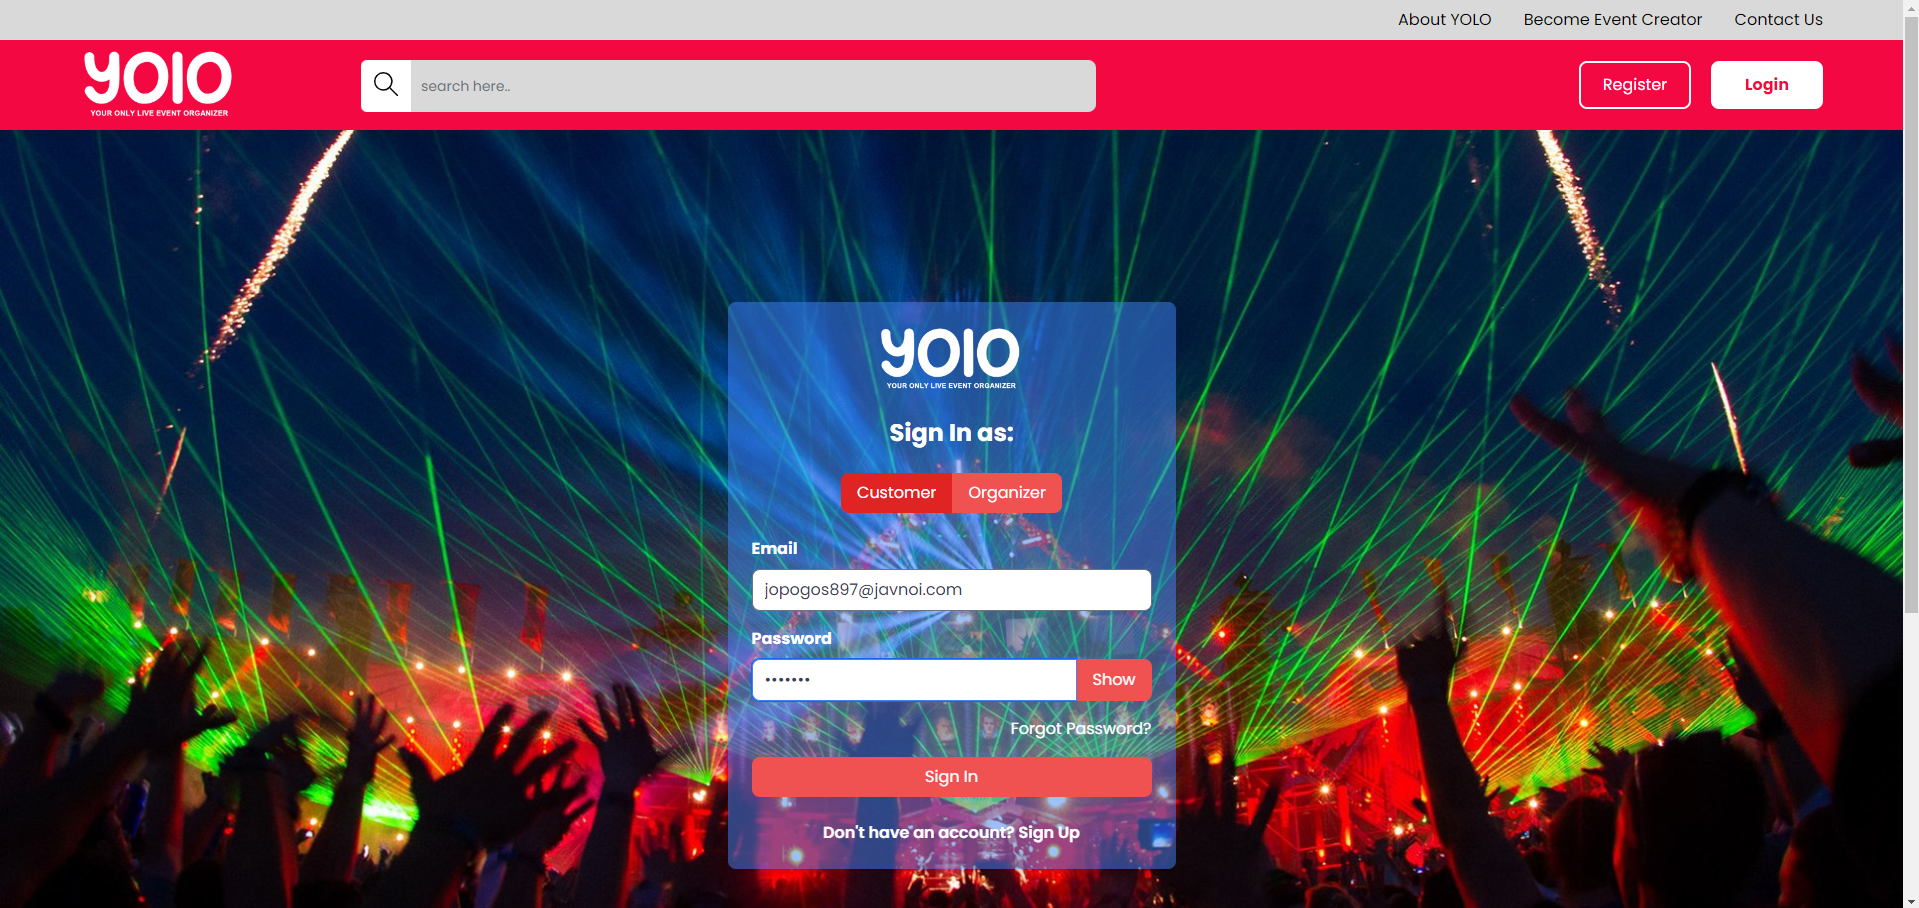 About YOLO Become Event Creator Contact Us
yolo
YOUR ONLY LIVE EVENT ORGANIZER
search here..
Register Login
yolo
YOUR ONLY LIVE EVENT ORGANIZER
Sign In as:
Customer Organizer
Email
jopogos897@javnoi.com
Password
••••••• Show
Forgot Password?
Sign In
Don't have an account? Sign Up